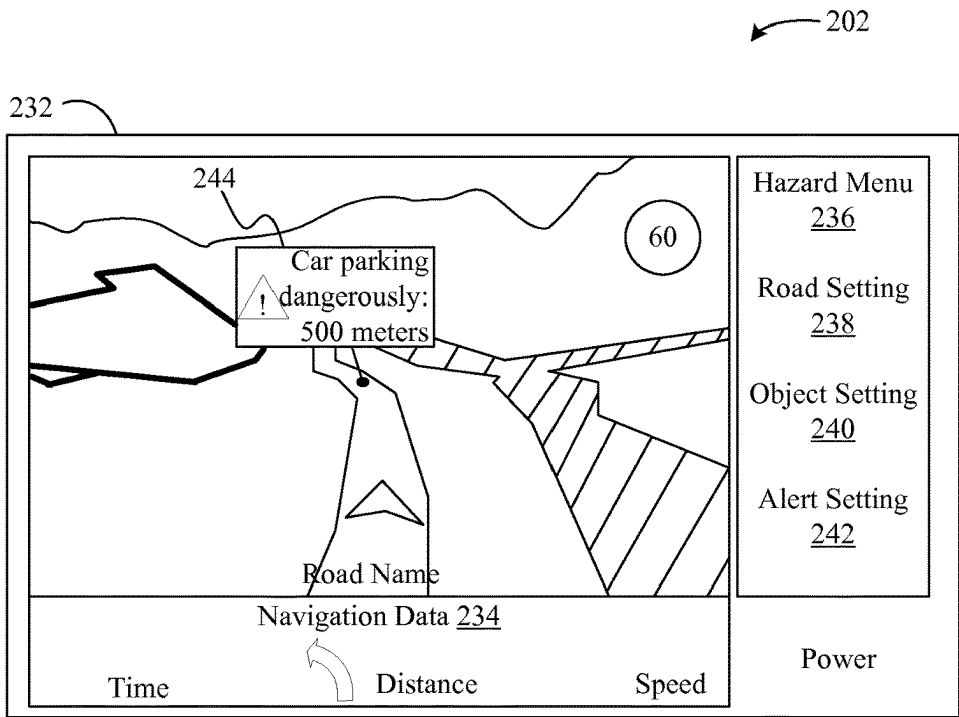 202
232
244
60
Car parking
dangerously:
500 meters
!
Road Name
Navigation Data 234
Time
Distance
Speed
Hazard Menu
236
Road Setting
238
Object Setting
240
Alert Setting
242
Power